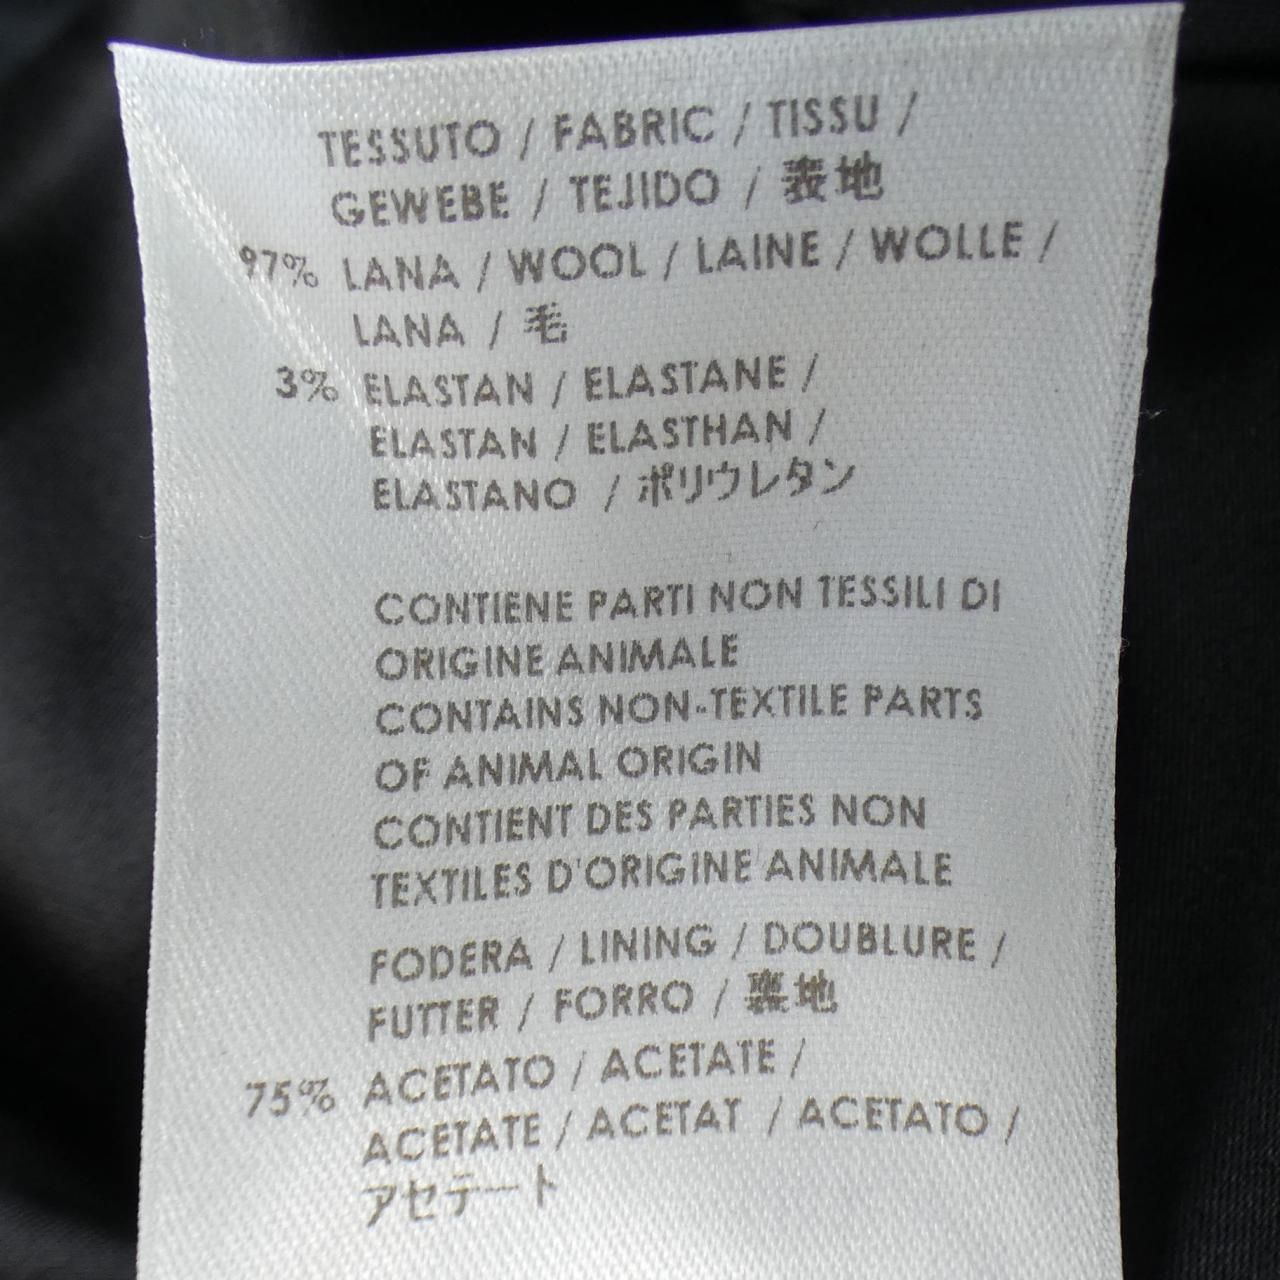 TESSUTO / FABRIC / TISSU /
GEWEBE / TEJIDO / 表地
97% LANA / WOOL / LAINE / WOLLE /
LANA / 毛
3% ELASTAN / ELASTANE /
ELASTAN / ELASTHAN /
ELASTANO / ポリウレタン
CONTIENE PARTI NON TESSILI DI
ORIGINE ANIMALE
CONTAINS NON-TEXTILE PARTS
OF ANIMAL ORIGIN
CONTIENT DES PARTIES NON
TEXTILES D'ORIGINE ANIMALE
FODERA / LINING / DOUBLURE /
FUTTER / FORRO / 裏地
75% ACETATO / ACETATE /
ACETATE / ACETAT / ACETATO /
アセテート